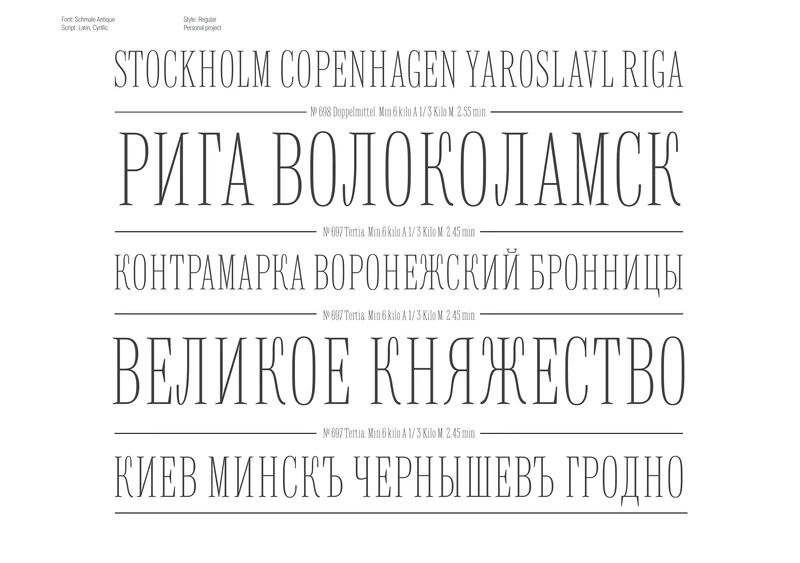 Font: Schmale Antique
Script: Latin, Cyrillic
Style: Regular
Personal project
STOCKHOLM COPENHAGEN YAROSLAVL RIGA
№ 698 Doppelmittel. Min 6 kilo A 1/3 Kilo M. 2.55 min.
РИГА ВОЛОКОЛАМСК
№ 697 Tertia. Min 6 kilo A 1/3 Kilo M. 2.45 min
КОНТРАМАРКА ВОРОНЕЖСКИЙ БРОННИЦЫ
№ 697 Tertia. Min 6 kilo A 1/3 Kilo M. 2.45 min
ВЕЛИКОЕ КНЯЖЕСТВО
№ 697 Tertia. Min 6 kilo A 1/3 Kilo M. 2.45 min
КИЕВ МИНСКЪ ЧЕРНЫШЕВЪ ГРОДНО